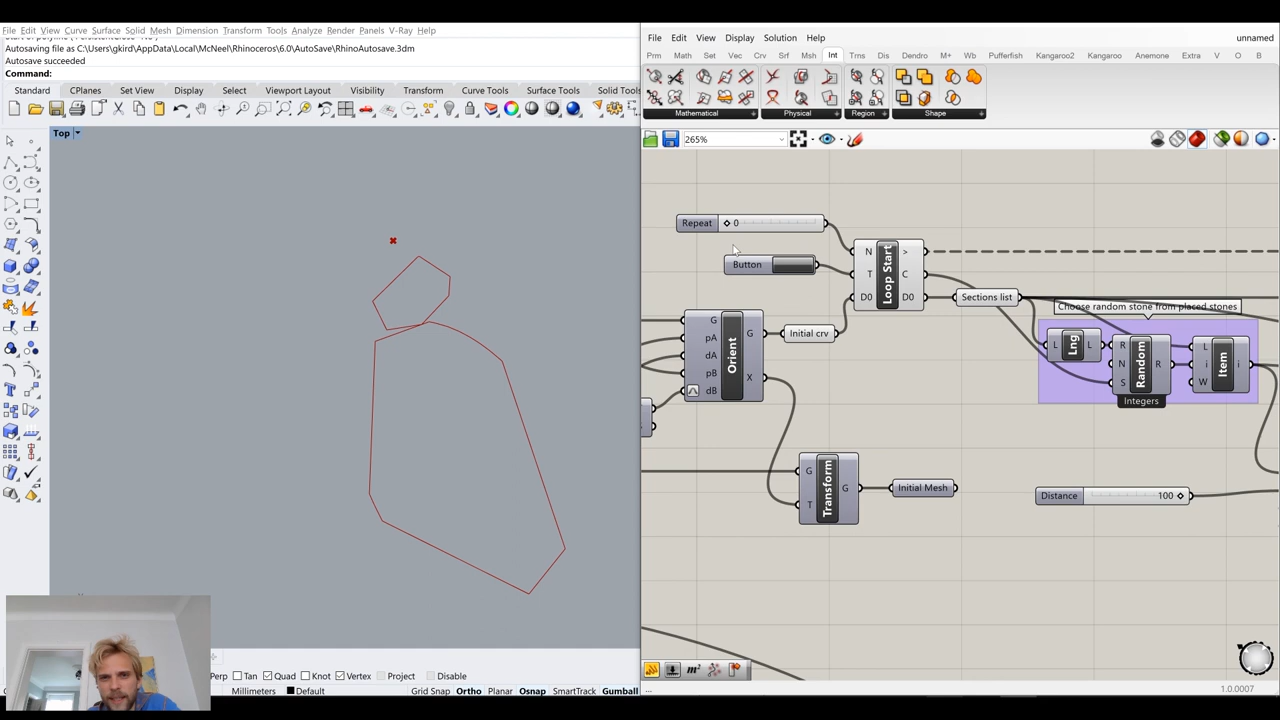 File Edit View Curve Surface Solid Mesh Dimension Transform Tools Analyze Render Panels V-Ray Help
Autosaving file as C:\Users\gkird\AppData\Local\McNeel\Rhinoceros\6.0\AutoSave\RhinoAutosave.3dm
Autosave succeeded
Command:
Standard CPlanes Set View Display Select Viewport Layout Visibility Transform Curve Tools Surface Tools Solid Tools
Top
Perp Tan Quad Knot Vertex Project Disable
Millimeters Default Grid Snap Ortho Planar Osnap SmartTrack Gumball
File Edit View Display Solution Help unnamed
Prm Math Set Vec Crv Srf Msh Int Trns Dis Dendro M+ Wb Pufferfish Kangaroo2 Kangaroo Anemone Extra V O B
Mathematical Physical Region Shape
265%
Repeat 0
Button
N
T
D0
Loop Start
>
C
D0
Sections list
Choose random stone from placed stones
L Lng L
R
N
S
Random
R
Integers
L
i
W
Item
i
G
pA
dA
pB
dB
Orient
G
X
Initial crv
G
T
Transform
G
Initial Mesh
Distance 100
m²
... 1.0.0007